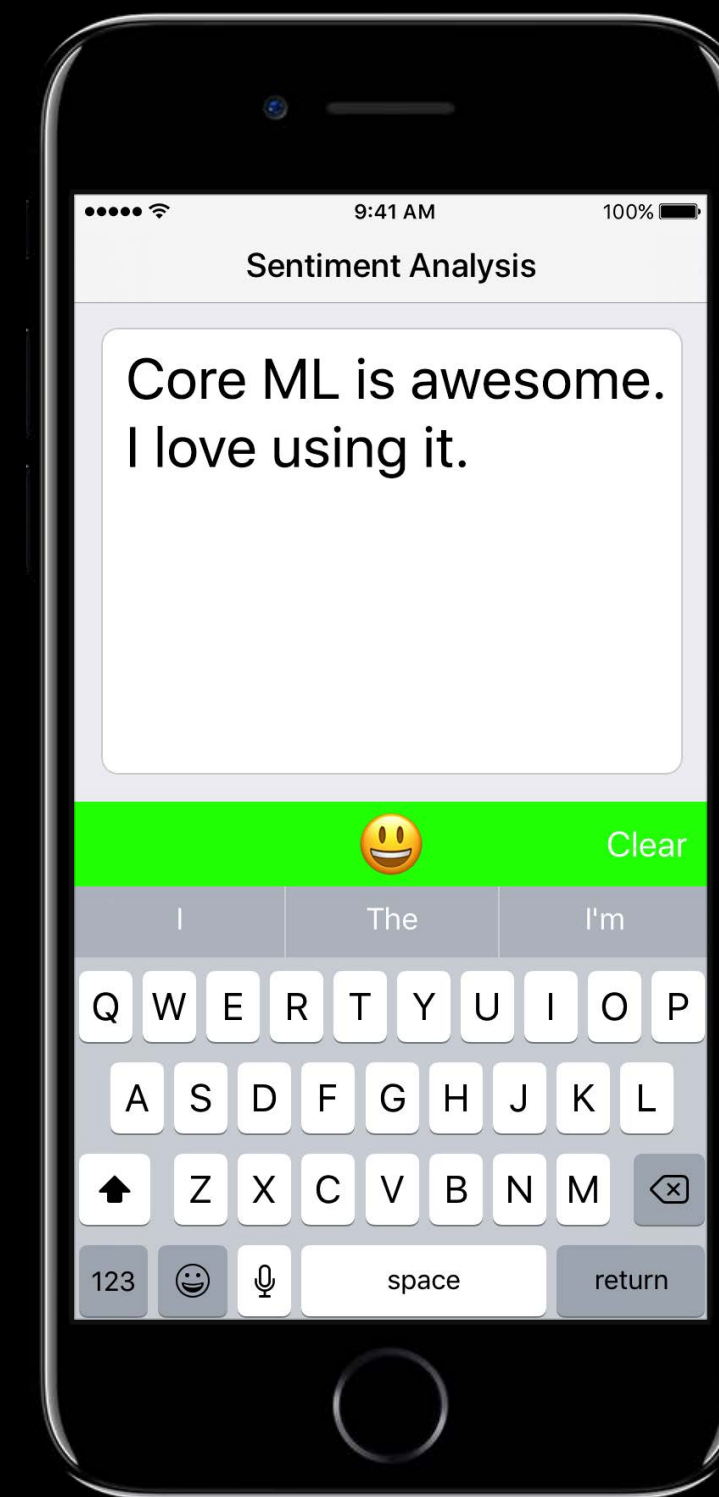 9:41 AM 100%
Sentiment Analysis
Core ML is awesome.
I love using it.
😃 Clear
I The I'm
Q W E R T Y U I O P
A S D F G H J K L
Z X C V B N M
123 space return